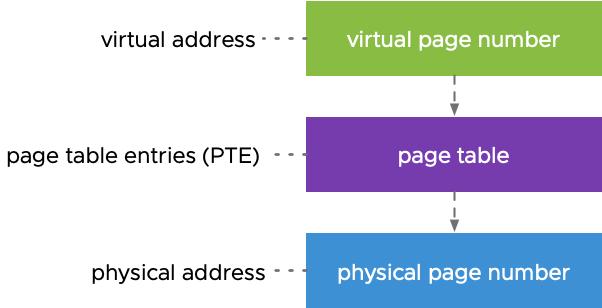 virtual address
virtual page number
page table entries (PTE)
page table
physical address
physical page number